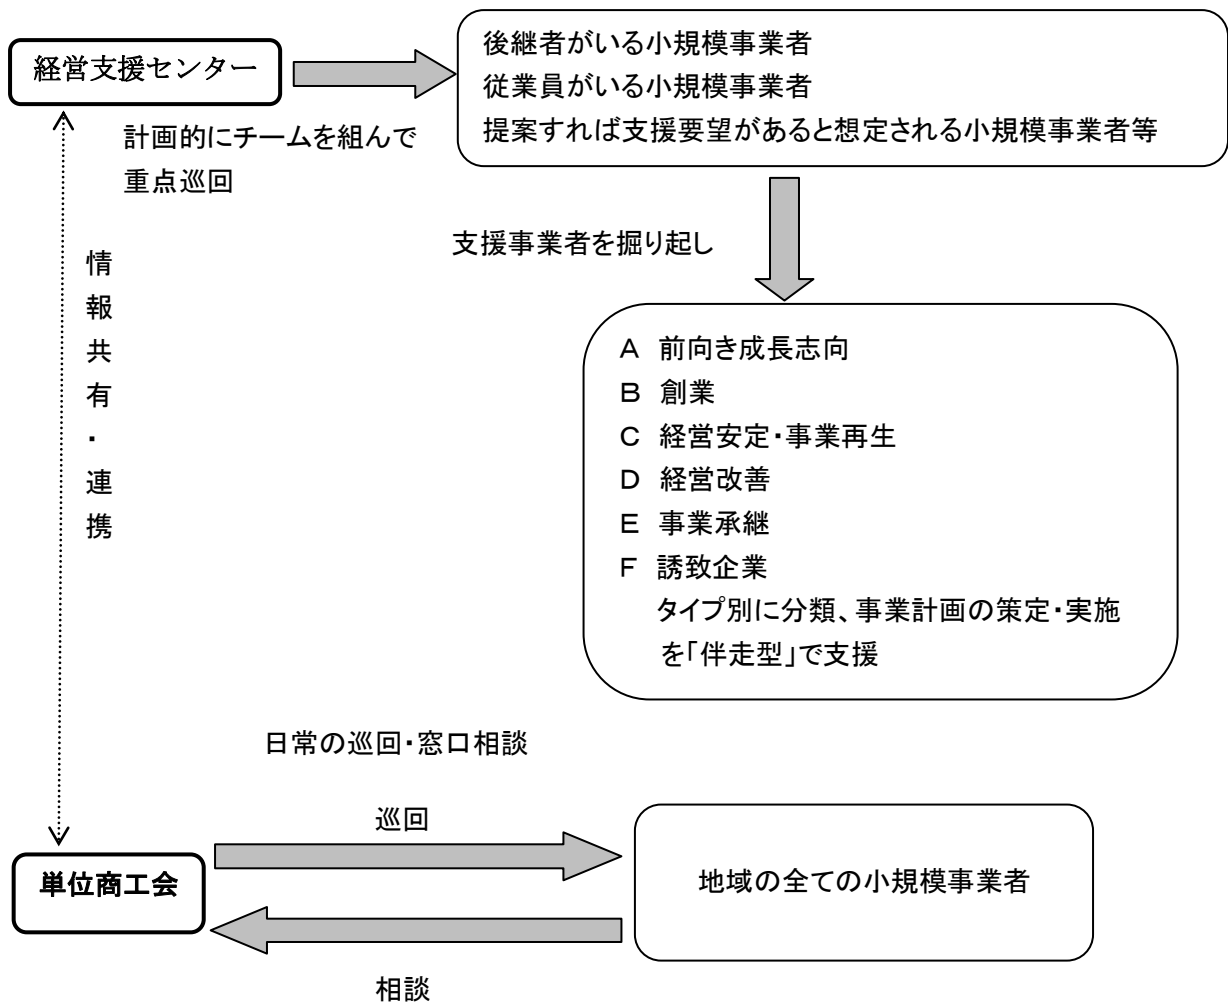 経営支援センター
後継者がいる小規模事業者
従業員がいる小規模事業者
提案すれば支援要望があると想定される小規模事業者等
計画的にチームを組んで
重点巡回
支援事業者を掘り起し
情報共有・連携
Ａ 前向き成長志向
Ｂ 創業
Ｃ 経営安定・事業再生
Ｄ 経営改善
Ｅ 事業承継
Ｆ 誘致企業
タイプ別に分類、事業計画の策定・実施
を「伴走型」で支援
日常の巡回・窓口相談
巡回
単位商工会
地域の全ての小規模事業者
相談